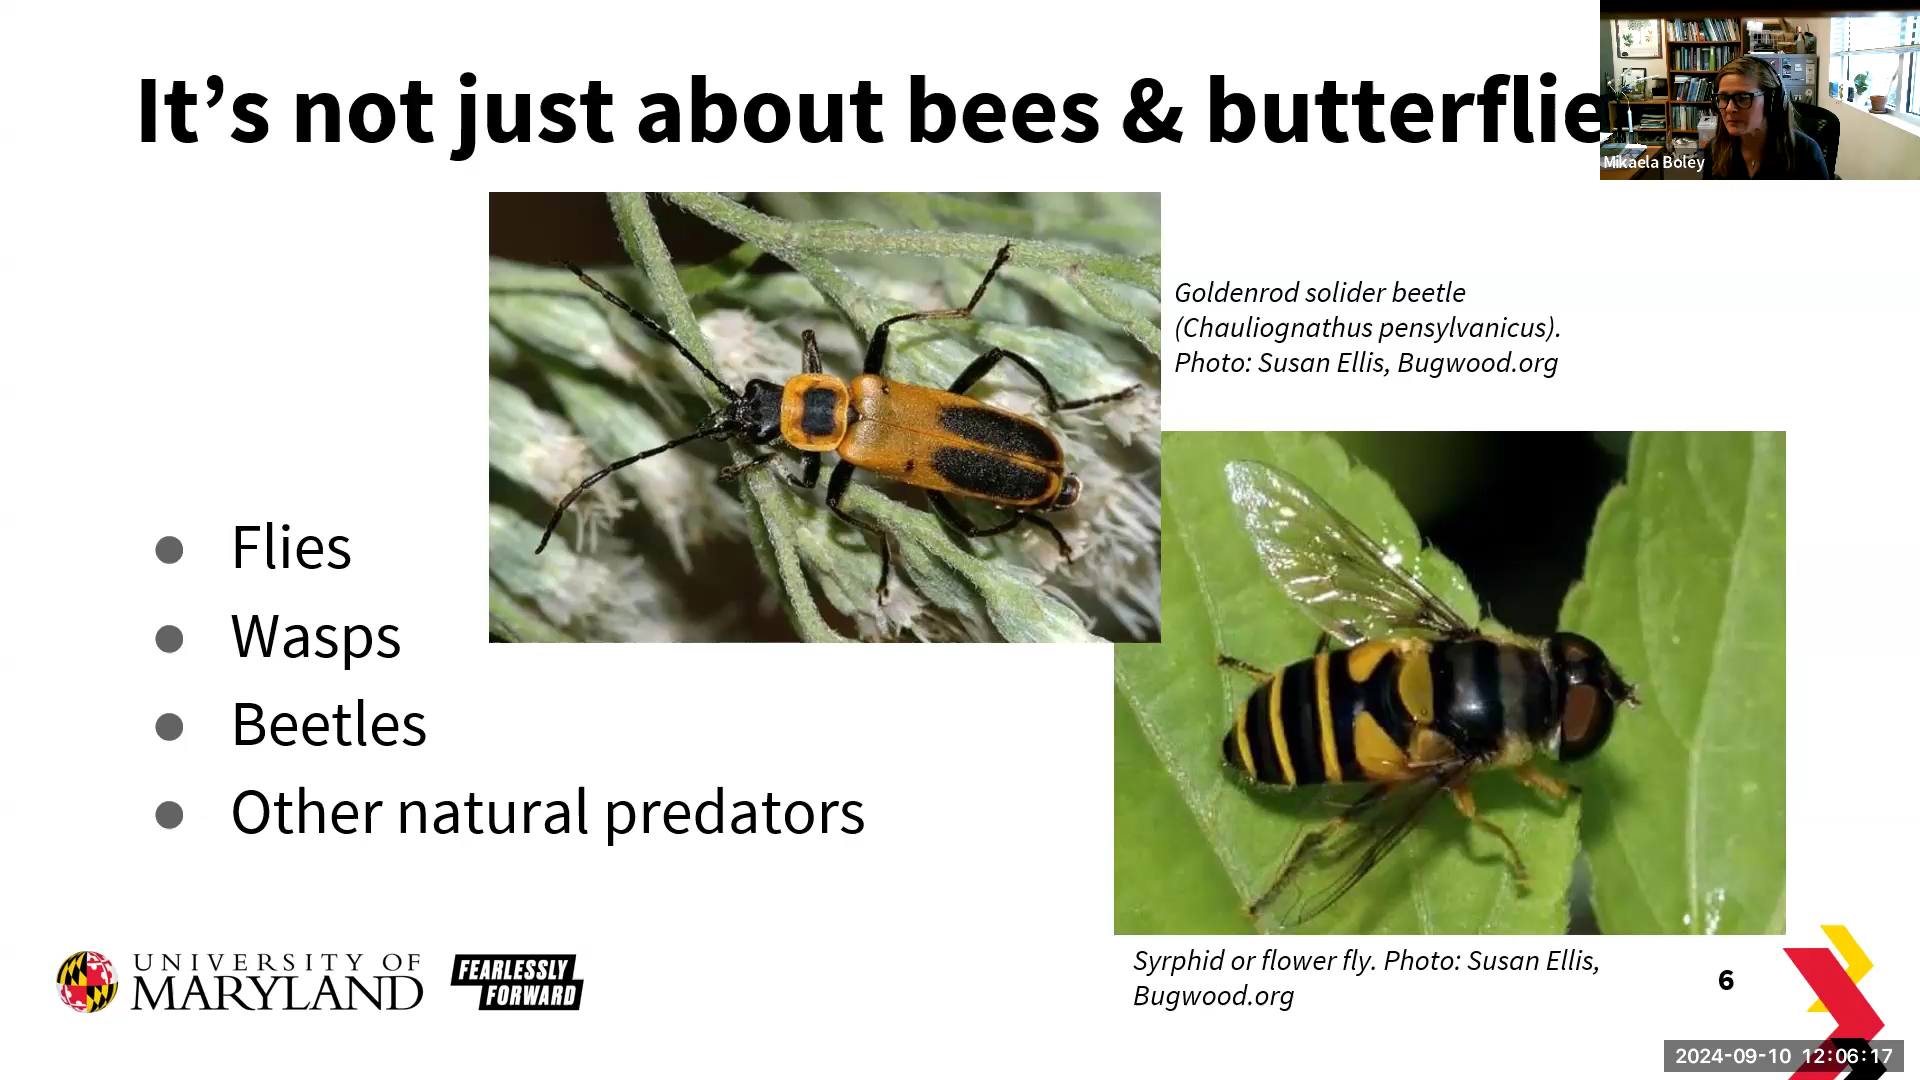 It’s not just about bees & butterflie
Mikaela Boley
Goldenrod solider beetle
(Chauliognathus pensylvanicus).
Photo: Susan Ellis, Bugwood.org
● Flies
● Wasps
● Beetles
● Other natural predators
Syrphid or flower fly. Photo: Susan Ellis,
Bugwood.org
UNIVERSITY OF
MARYLAND
FEARLESSLY
FORWARD
6
2024-09-10 12:06:17